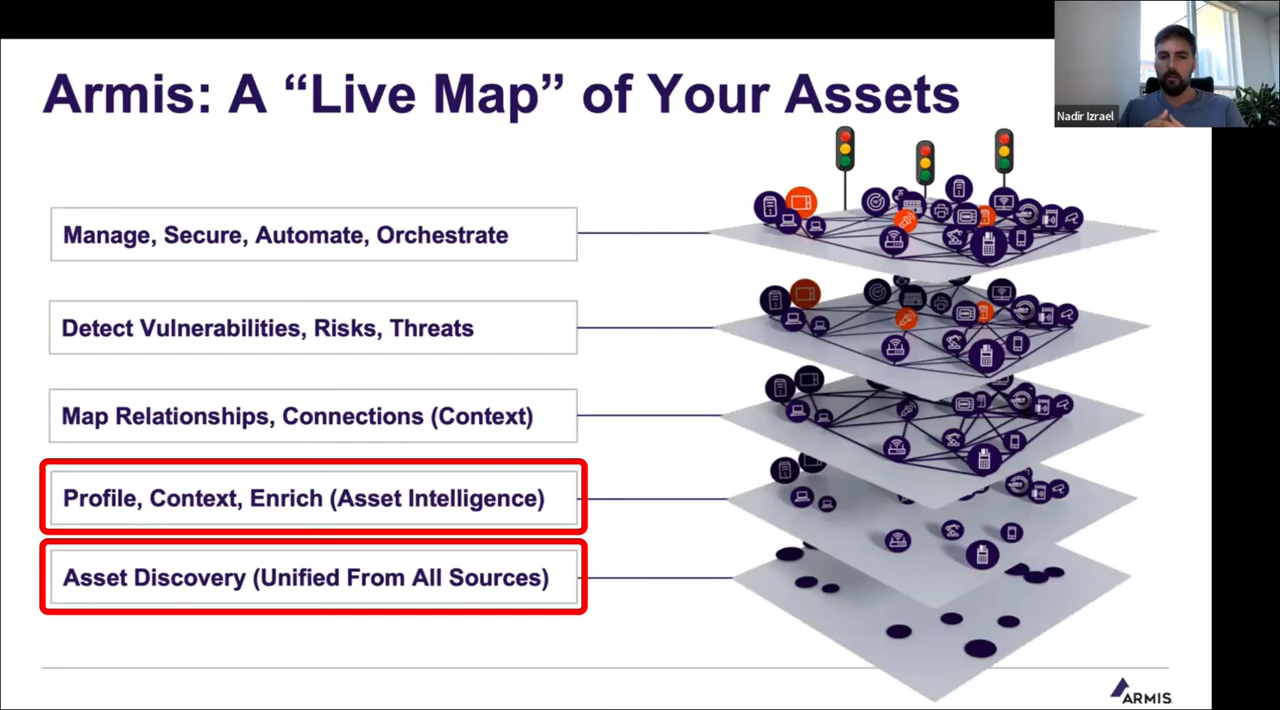 Armis: A “Live Map” of Your Assets
Nadir Izrael
Manage, Secure, Automate, Orchestrate
Detect Vulnerabilities, Risks, Threats
Map Relationships, Connections (Context)
Profile, Context, Enrich (Asset Intelligence)
Asset Discovery (Unified From All Sources)
ARMIS